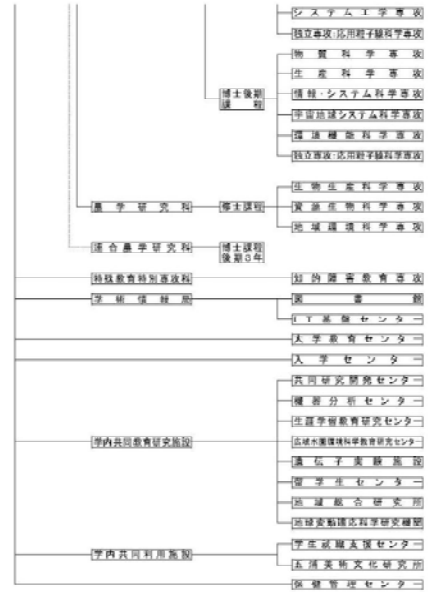 システム工学専攻
独立専攻:応用粒子線科学専攻
物質科学専攻
生産科学専攻
博士後期
課程
情報・システム科学専攻
宇宙地球システム科学専攻
環境機能科学専攻
独立専攻:応用粒子線科学専攻
生物生産科学専攻
農学研究科
修士課程
資源生物科学専攻
地域環境科学専攻
連合農学研究科
博士課程
後期3年
特殊教育特別専攻科
知的障害教育専攻
学術情報局
図書館
IT基盤センター
大学教育センター
入学センター
共同研究開発センター
機器分析センター
生涯学習教育研究センター
広域水圏環境科学教育研究センター
学内共同教育研究施設
遺伝子実験施設
留学生センター
地域総合研究所
地球変動適応科学研究機関
学生就職支援センター
学内共同利用施設
五浦美術文化研究所
保健管理センター